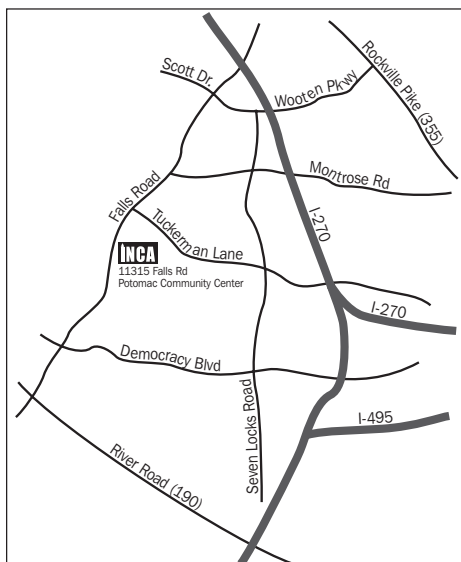 Scott Dr.
Wooten Pkwy
Rockville Pike (355)
Montrose Rd
Falls Road
I-270
Tuckerman Lane
INCA
11315 Falls Rd
Potomac Community Center
I-270
Democracy Blvd
Seven Locks Road
I-495
River Road (190)